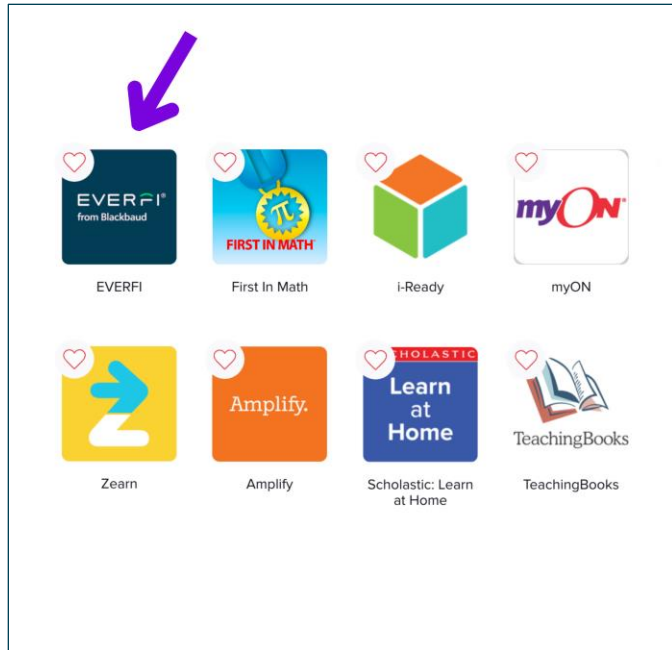 EVERFI®
from Blackbaud
π
FIRST IN MATH®
myON®
EVERFI
First In Math
i-Ready
myON
SCHOLASTIC
Learn
at
Home
Amplify.
TeachingBooks
Zearn
Amplify
Scholastic: Learn
at Home
TeachingBooks